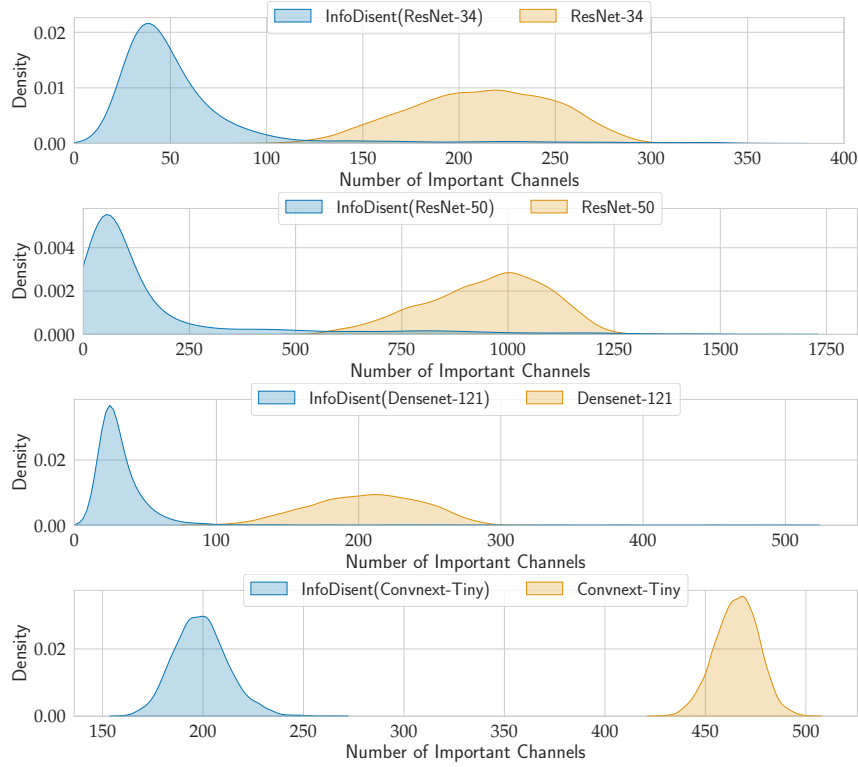 InfoDisent(ResNet-34) ResNet-34
0.02
0.01
0.00
Density
0 50 100 150 200 250 300 350 400
Number of Important Channels
InfoDisent(ResNet-50) ResNet-50
0.004
0.002
0.000
Density
0 250 500 750 1000 1250 1500 1750
Number of Important Channels
InfoDisent(Densenet-121) Densenet-121
0.02
0.00
Density
0 100 200 300 400 500
Number of Important Channels
InfoDisent(Convnext-Tiny) Convnext-Tiny
0.02
0.00
Density
150 200 250 300 350 400 450 500
Number of Important Channels